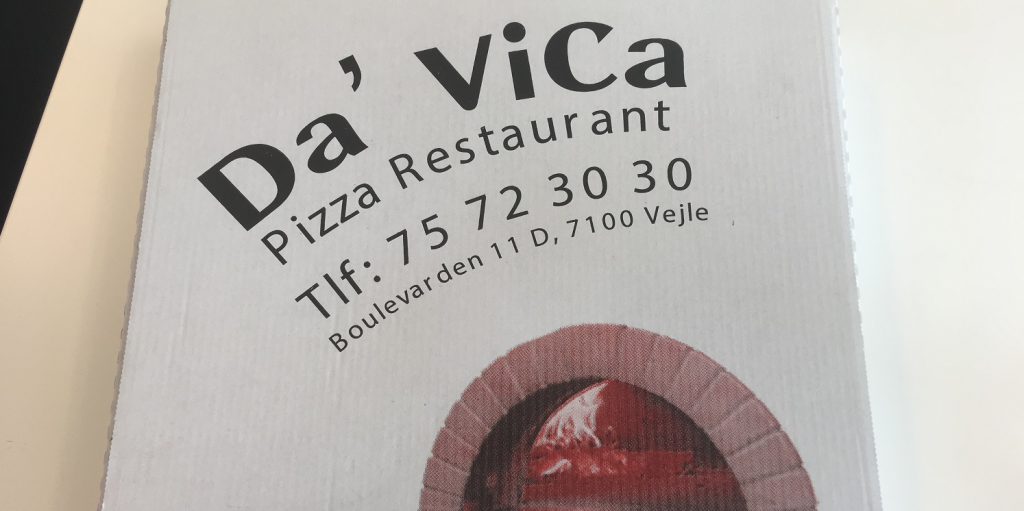 Da' ViCa
Pizza Restaurant
Tlf: 75 72 30 30
Boulevarden 11 D, 7100 Vejle